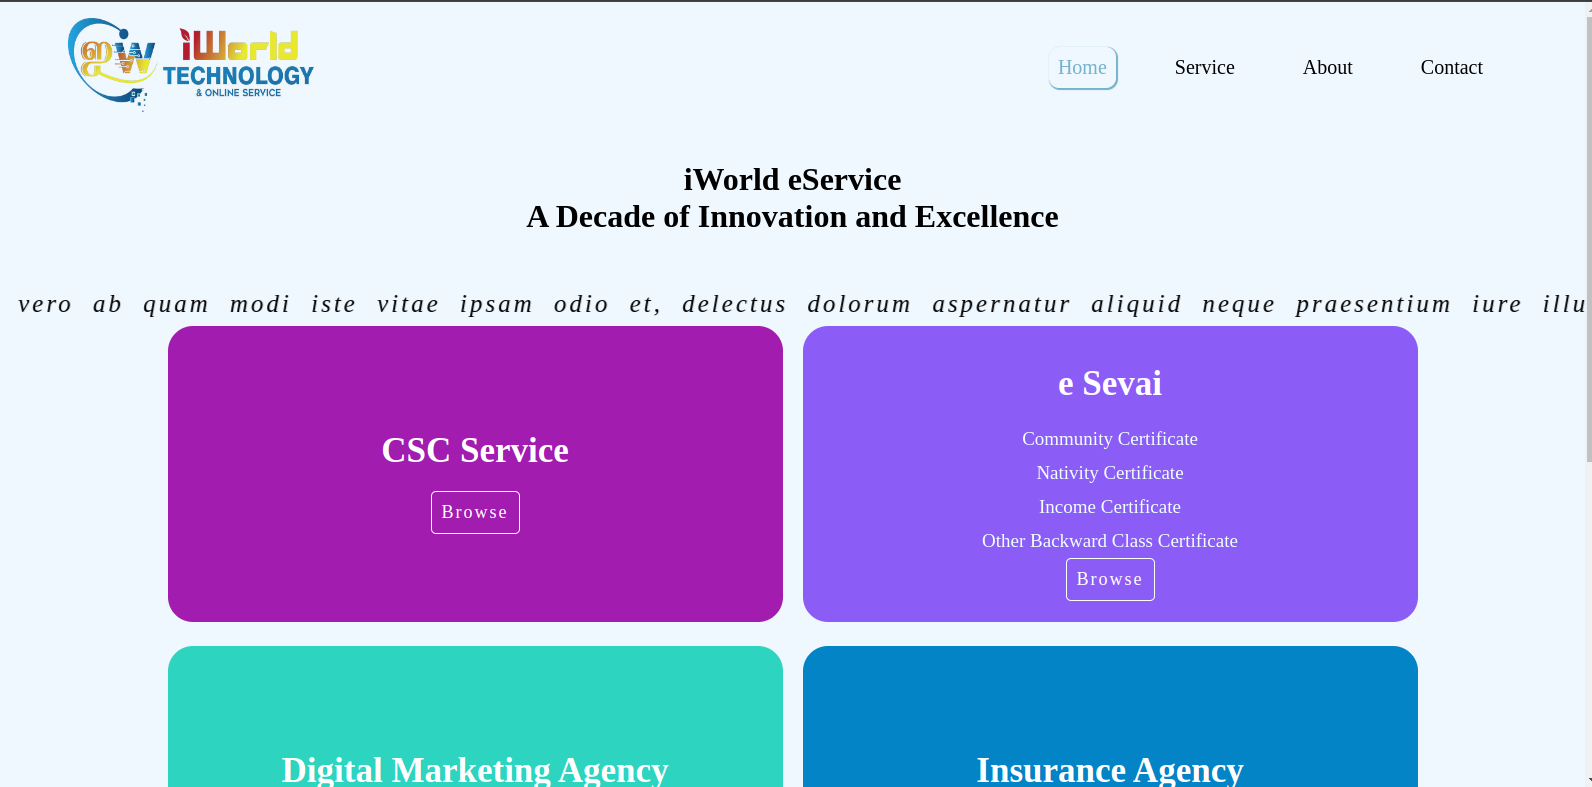 இW iWorld
TECHNOLOGY
& ONLINE SERVICE
Home Service About Contact
iWorld eService
A Decade of Innovation and Excellence
vero ab quam modi iste vitae ipsam odio et, delectus dolorum aspernatur aliquid neque praesentium iure illu
CSC Service
Browse
e Sevai
Community Certificate
Nativity Certificate
Income Certificate
Other Backward Class Certificate
Browse
Digital Marketing Agency
Insurance Agency